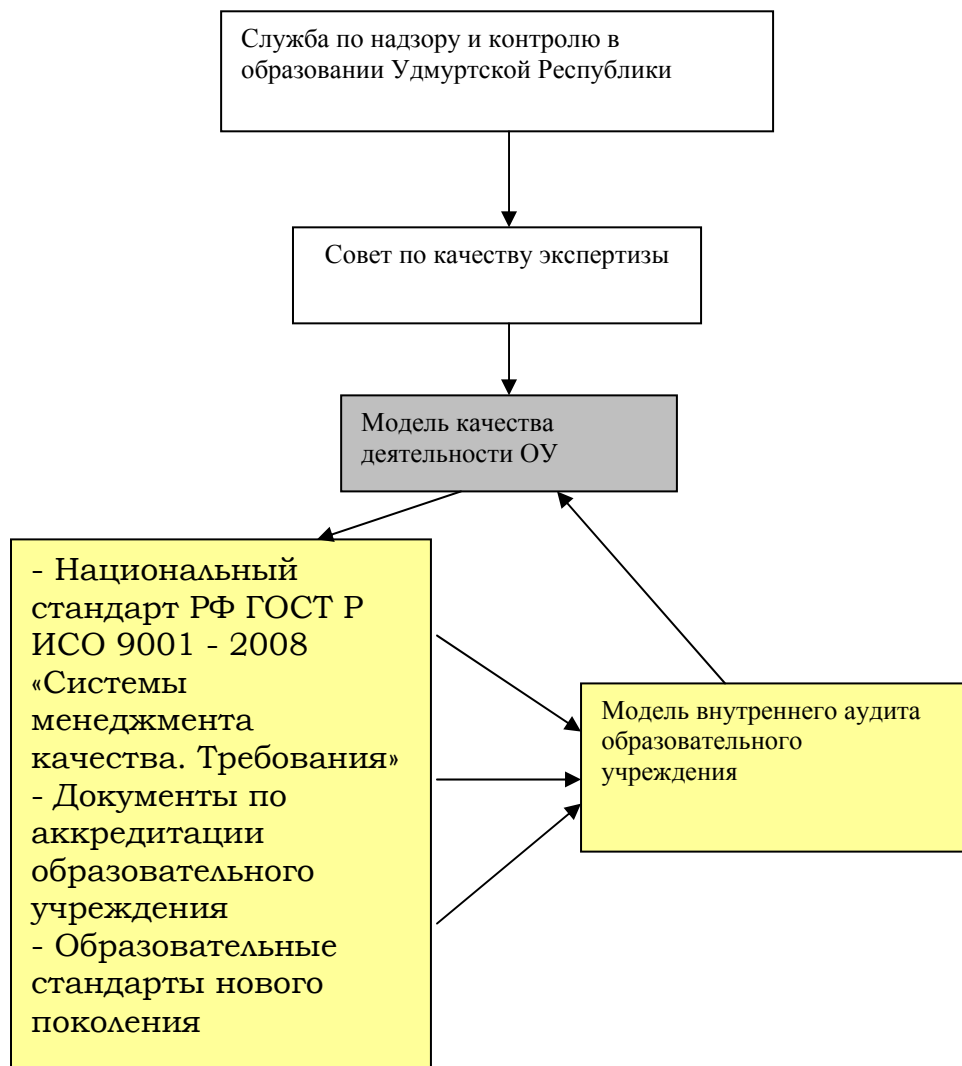 Служба по надзору и контролю в
образовании Удмуртской Республики
Совет по качеству экспертизы
Модель качества
деятельности ОУ
- Национальный
стандарт РФ ГОСТ Р
ИСО 9001 - 2008
«Системы
менеджмента
качества. Требования»
- Документы по
аккредитации
образовательного
учреждения
- Образовательные
стандарты нового
поколения
Модель внутреннего аудита
образовательного
учреждения